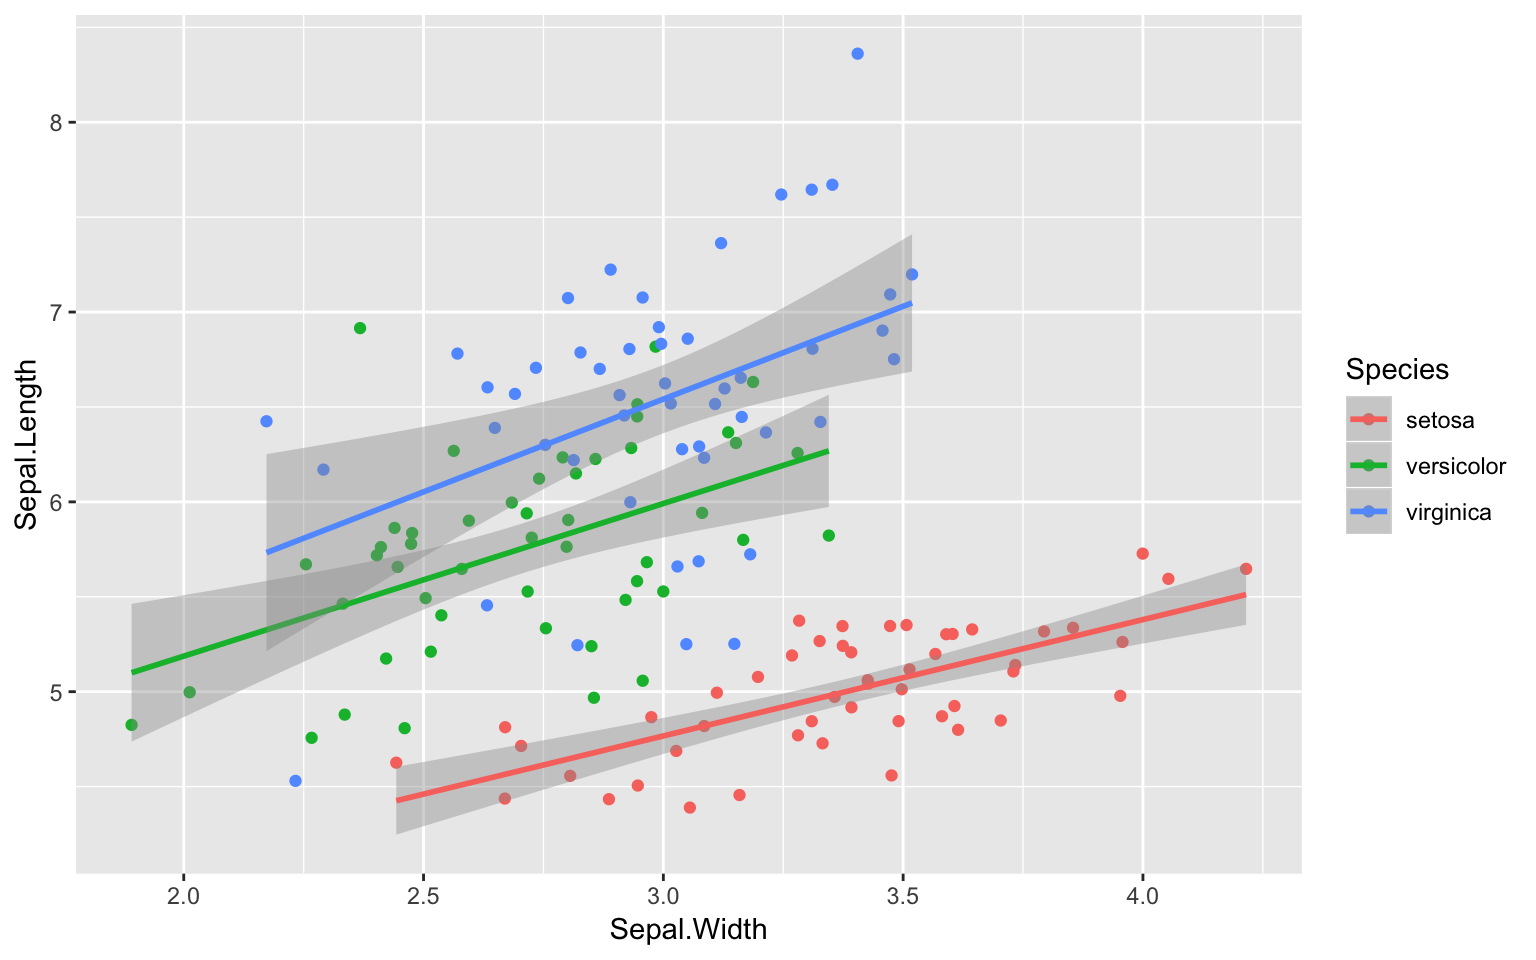 Sepal.Length
8
7
6
5
2.0 2.5 3.0 3.5 4.0
Sepal.Width
Species
setosa
versicolor
virginica